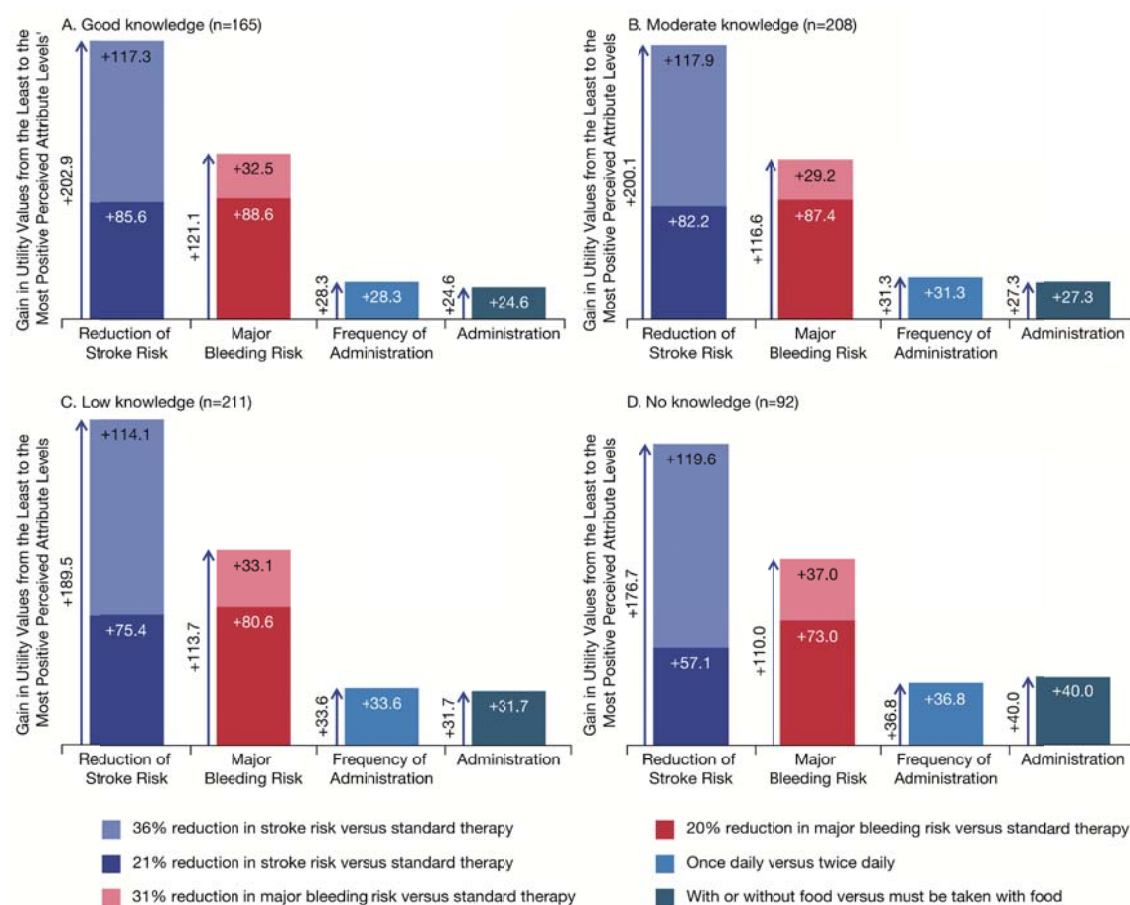 A. Good knowledge (n=165)
Gain in Utility Values from the Least to the
Most Positive Perceived Attribute Levels'
+202.9
+117.3
+85.6
+121.1
+32.5
+88.6
+28.3
+28.3
+24.6
+24.6
Reduction of
Stroke Risk
Major
Bleeding Risk
Frequency of
Administration
Administration
B. Moderate knowledge (n=208)
Gain in Utility Values from the Least to the
Most Positive Perceived Attribute Levels
+200.1
+117.9
+82.2
+116.6
+29.2
+87.4
+31.3
+31.3
+27.3
+27.3
Reduction of
Stroke Risk
Major
Bleeding Risk
Frequency of
Administration
Administration
C. Low knowledge (n=211)
Gain in Utility Values from the Least to the
Most Positive Perceived Attribute Levels
+189.5
+114.1
+75.4
+113.7
+33.1
+80.6
+33.6
+33.6
+31.7
+31.7
Reduction of
Stroke Risk
Major
Bleeding Risk
Frequency of
Administration
Administration
D. No knowledge (n=92)
Gain in Utility Values from the Least to the
Most Positive Perceived Attribute Levels
+176.7
+119.6
+57.1
+110.0
+37.0
+73.0
+36.8
+36.8
+40.0
+40.0
Reduction of
Stroke Risk
Major
Bleeding Risk
Frequency of
Administration
Administration
36% reduction in stroke risk versus standard therapy
21% reduction in stroke risk versus standard therapy
31% reduction in major bleeding risk versus standard therapy
20% reduction in major bleeding risk versus standard therapy
Once daily versus twice daily
With or without food versus must be taken with food